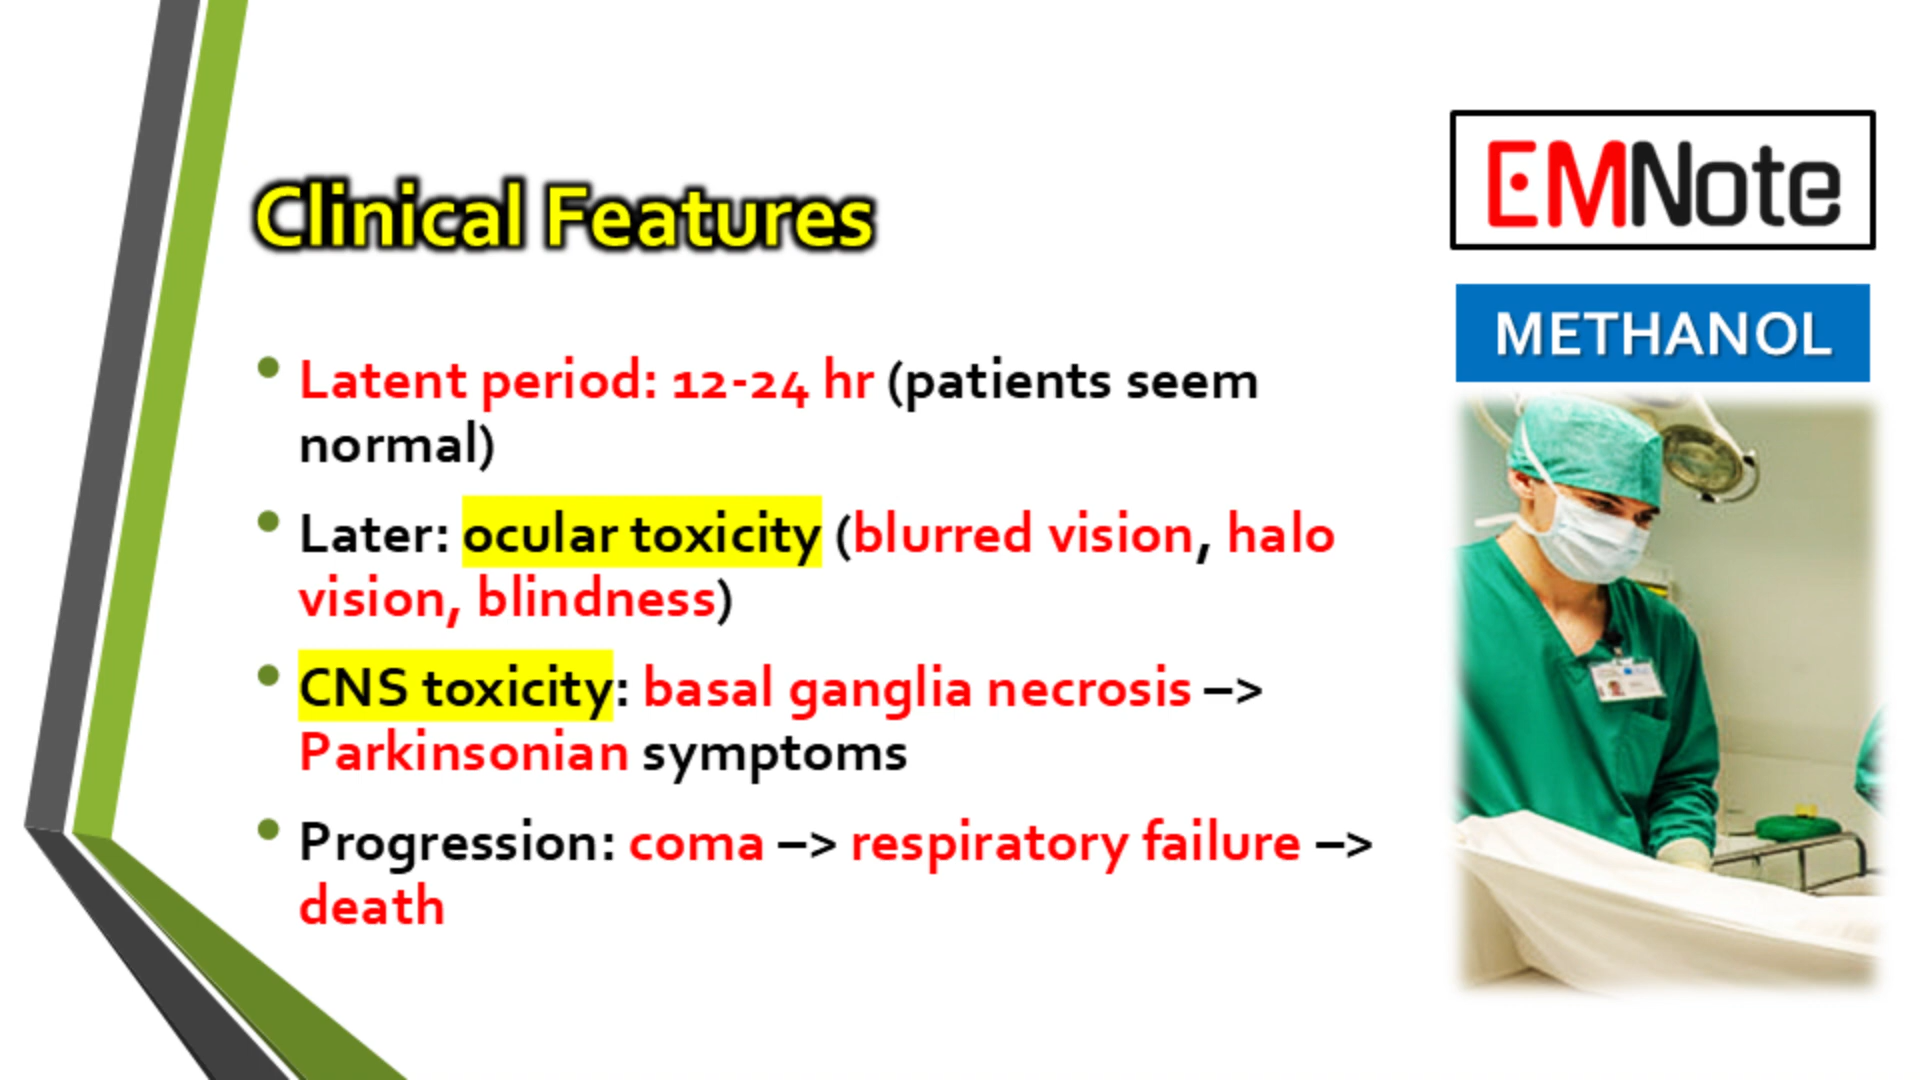 Clinical Features
EMNote
METHANOL
• Latent period: 12-24 hr (patients seem
normal)
• Later: ocular toxicity (blurred vision, halo
vision, blindness)
• CNS toxicity: basal ganglia necrosis –>
Parkinsonian symptoms
• Progression: coma –> respiratory failure –>
death